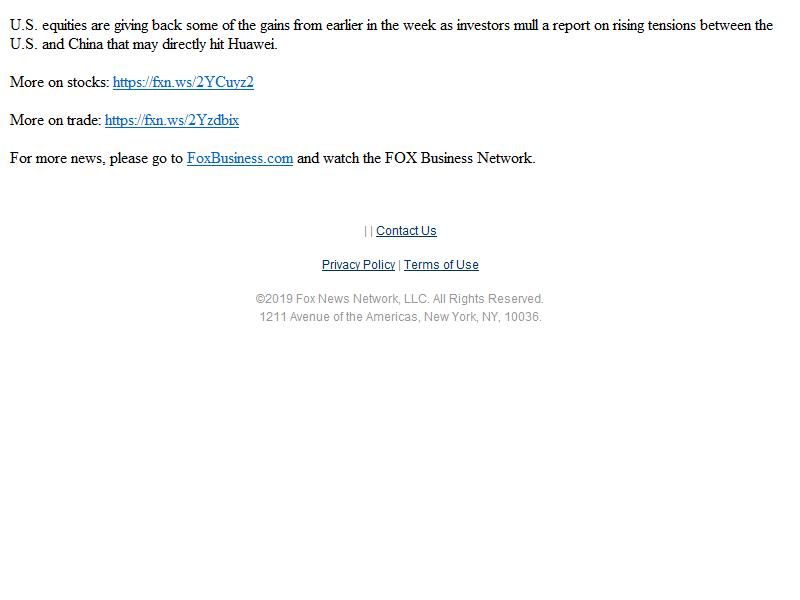 U.S. equities are giving back some of the gains from earlier in the week as investors mull a report on rising tensions between the
U.S. and China that may directly hit Huawei.
More on stocks: https://fxn.ws/2YCuyz2
More on trade: https://fxn.ws/2Yzdbix
For more news, please go to FoxBusiness.com and watch the FOX Business Network.
| | Contact Us
Privacy Policy | Terms of Use
©2019 Fox News Network, LLC. All Rights Reserved.
1211 Avenue of the Americas, New York, NY, 10036.